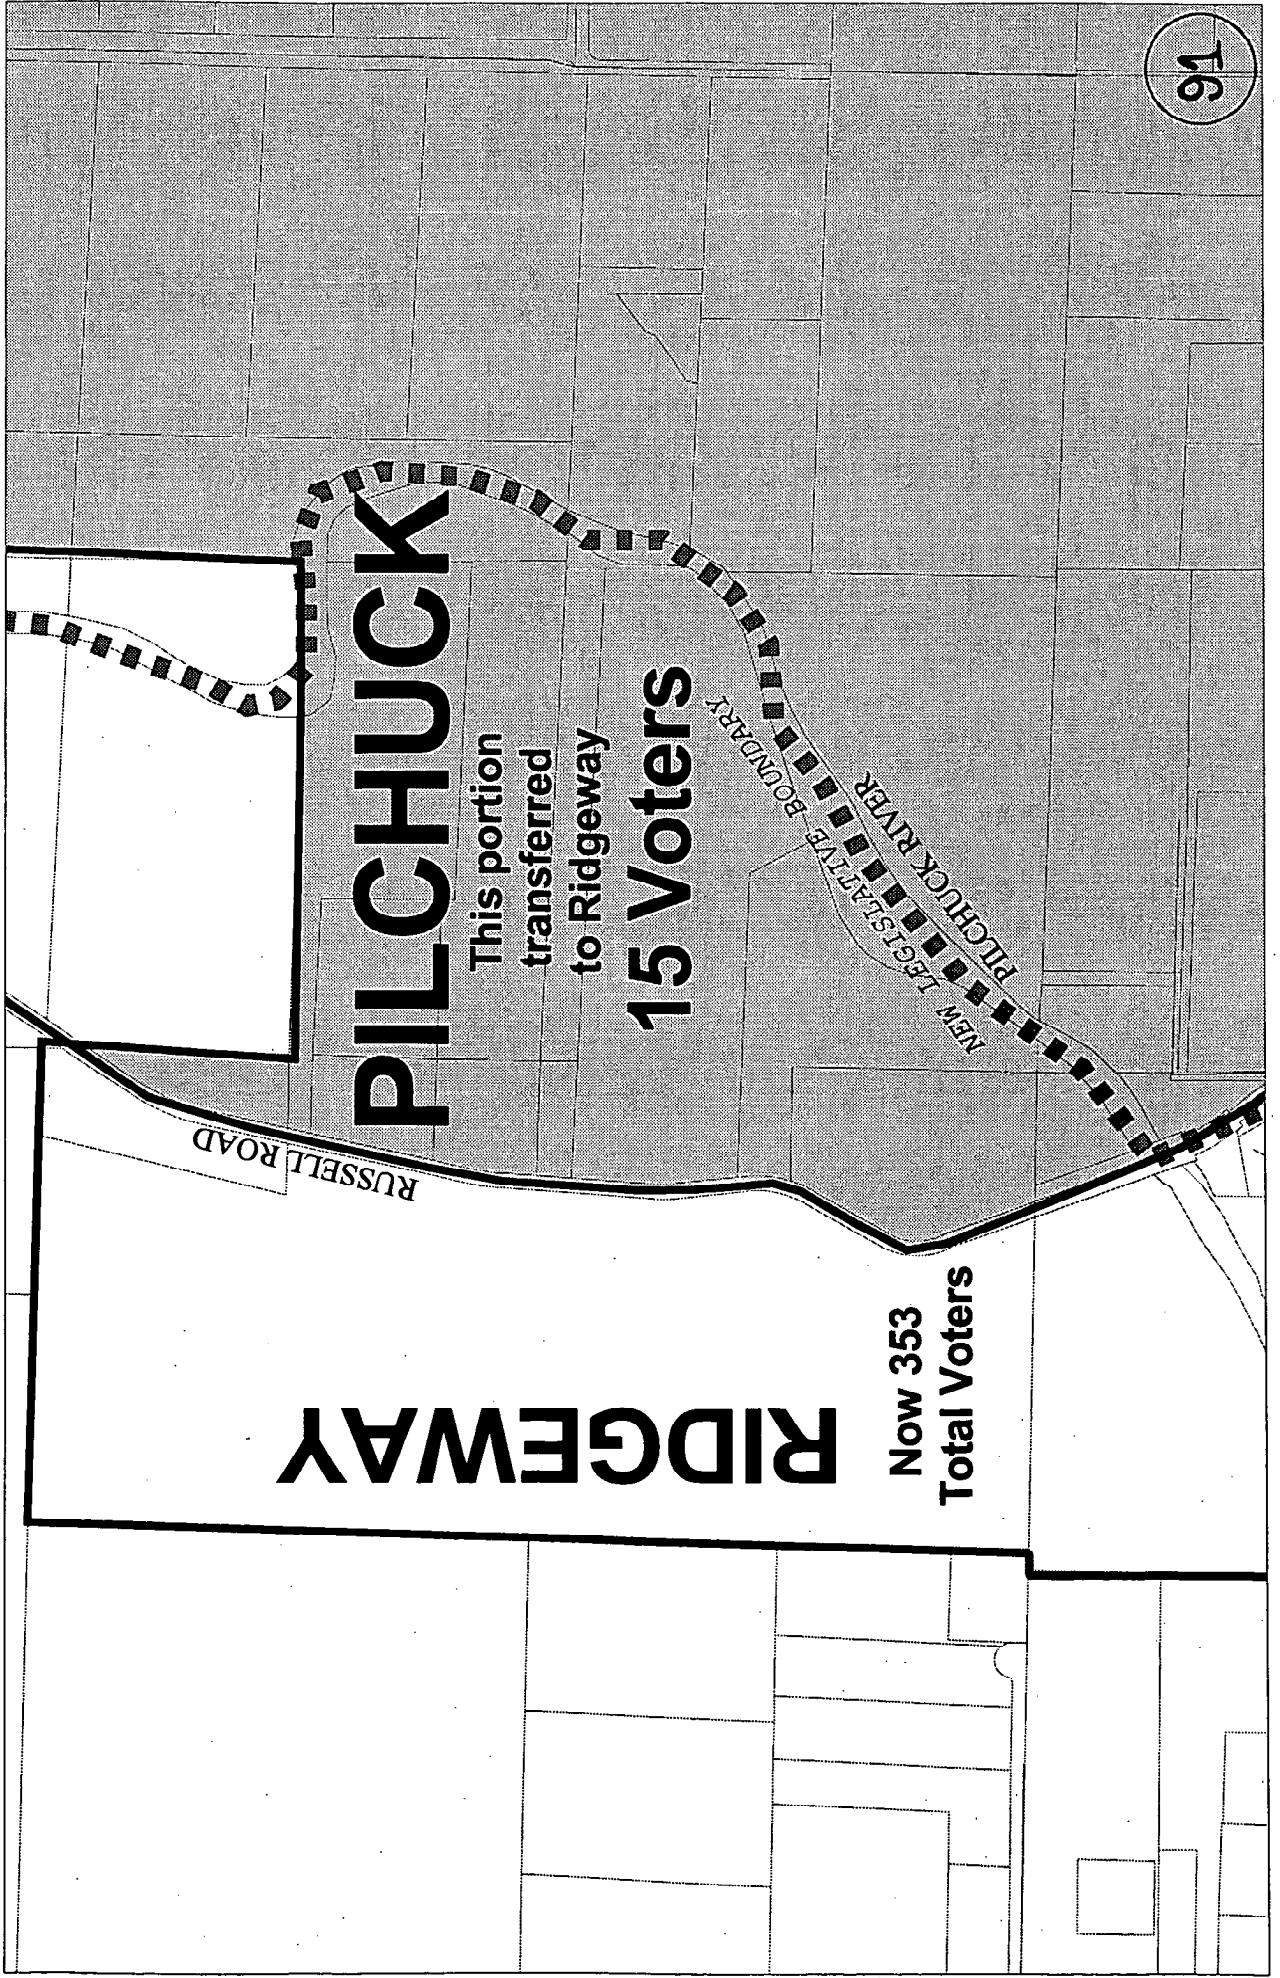 PILCHUCK
This portion
transferred
to Ridgeway
15 Voters
NEW LEGISLATIVE BOUNDARY
PILCHUCK RIVER
RUSSELL ROAD
RIDGEWAY
Now 353
Total Voters
91